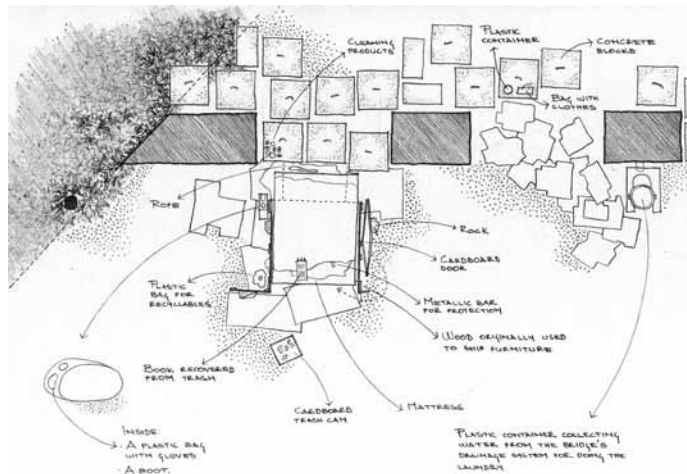 CLEANING
PRODUCTS
PLASTIC
CONTAINER
CONCRETE
BLOCKS
BAG WITH
CLOTHES
ROPE
ROCK
CARDBOARD
DOOR
PLASTIC
BAG FOR
RECYLLABLES
METALLIC BAR
FOR PROTECTION
WOOD ORIGINALLY USED
TO SHIP FURNITURE
BOOK RECOVERED
FROM TRASH
CARDBOARD
TRASH CAN
MATTRESS
INSIDE:
- A PLASTIC BAG
WITH GLOVES
- A BOOT.
PLASTIC CONTAINER COLLECTING
WATER FROM THE BRIDGE'S
DRAINAGE SYSTEM FOR DOING THE
LAUNDRY